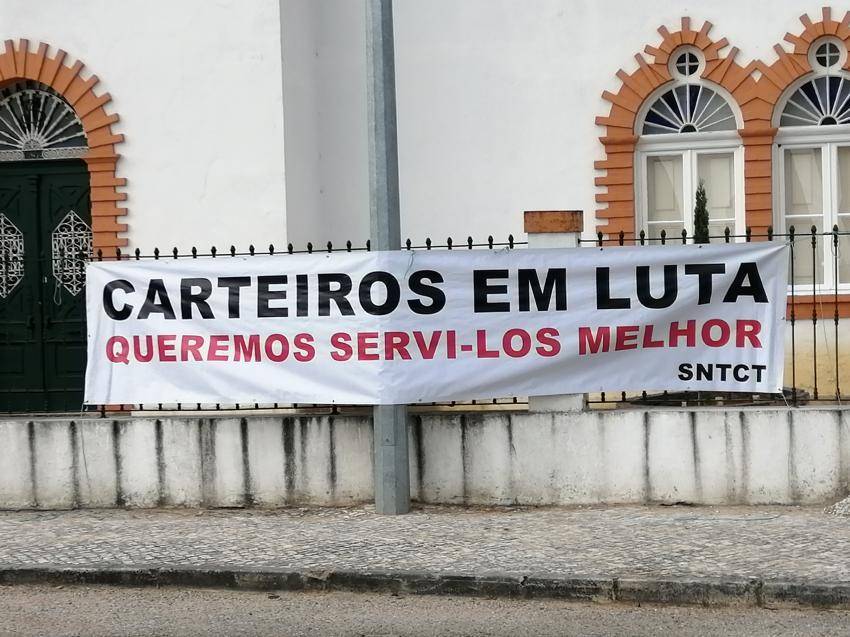 CARTEIROS EM LUTA
QUEREMOS SERVI-LOS MELHOR
SNTCT